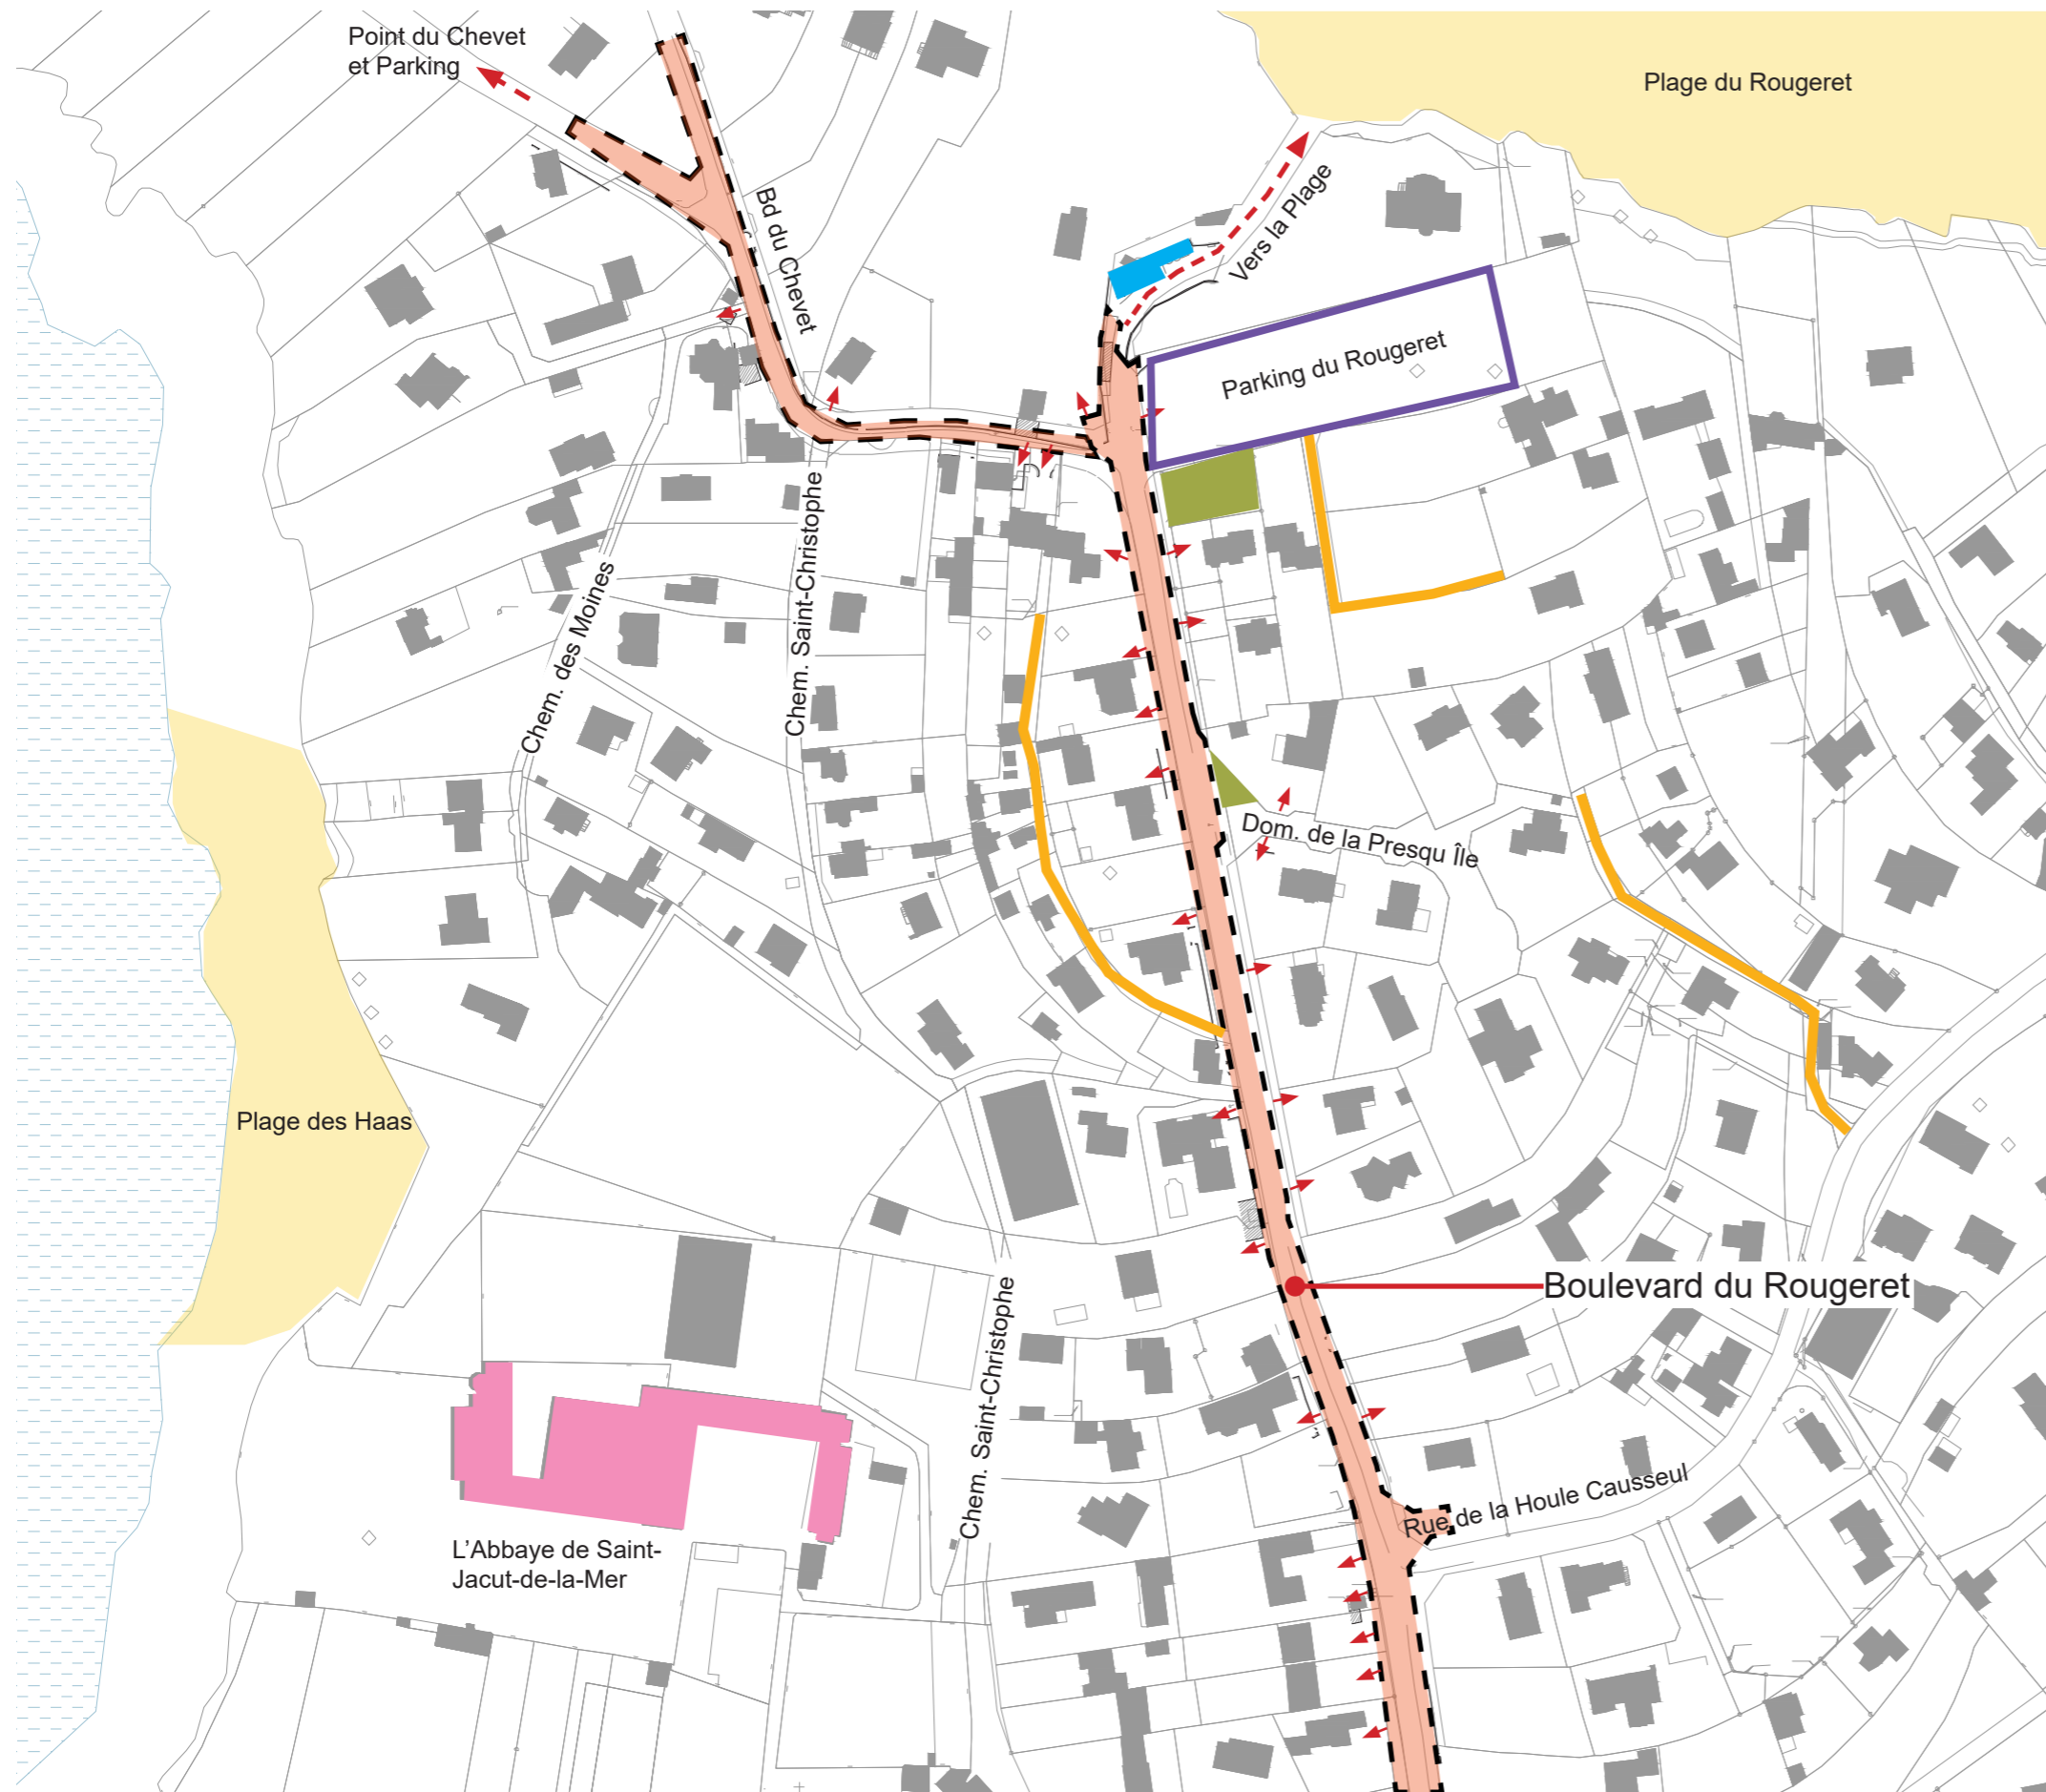 Point du Chevet
et Parking
Plage du Rougeret
Bd du Chevet
Vers la Plage
Parking du Rougeret
Chem. des Moines
Chem. Saint-Christophe
Dom. de la Presqu Île
Plage des Haas
Boulevard du Rougeret
Chem. Saint-Christophe
Rue de la Houle Causseul
L'Abbaye de Saint-
Jacut-de-la-Mer